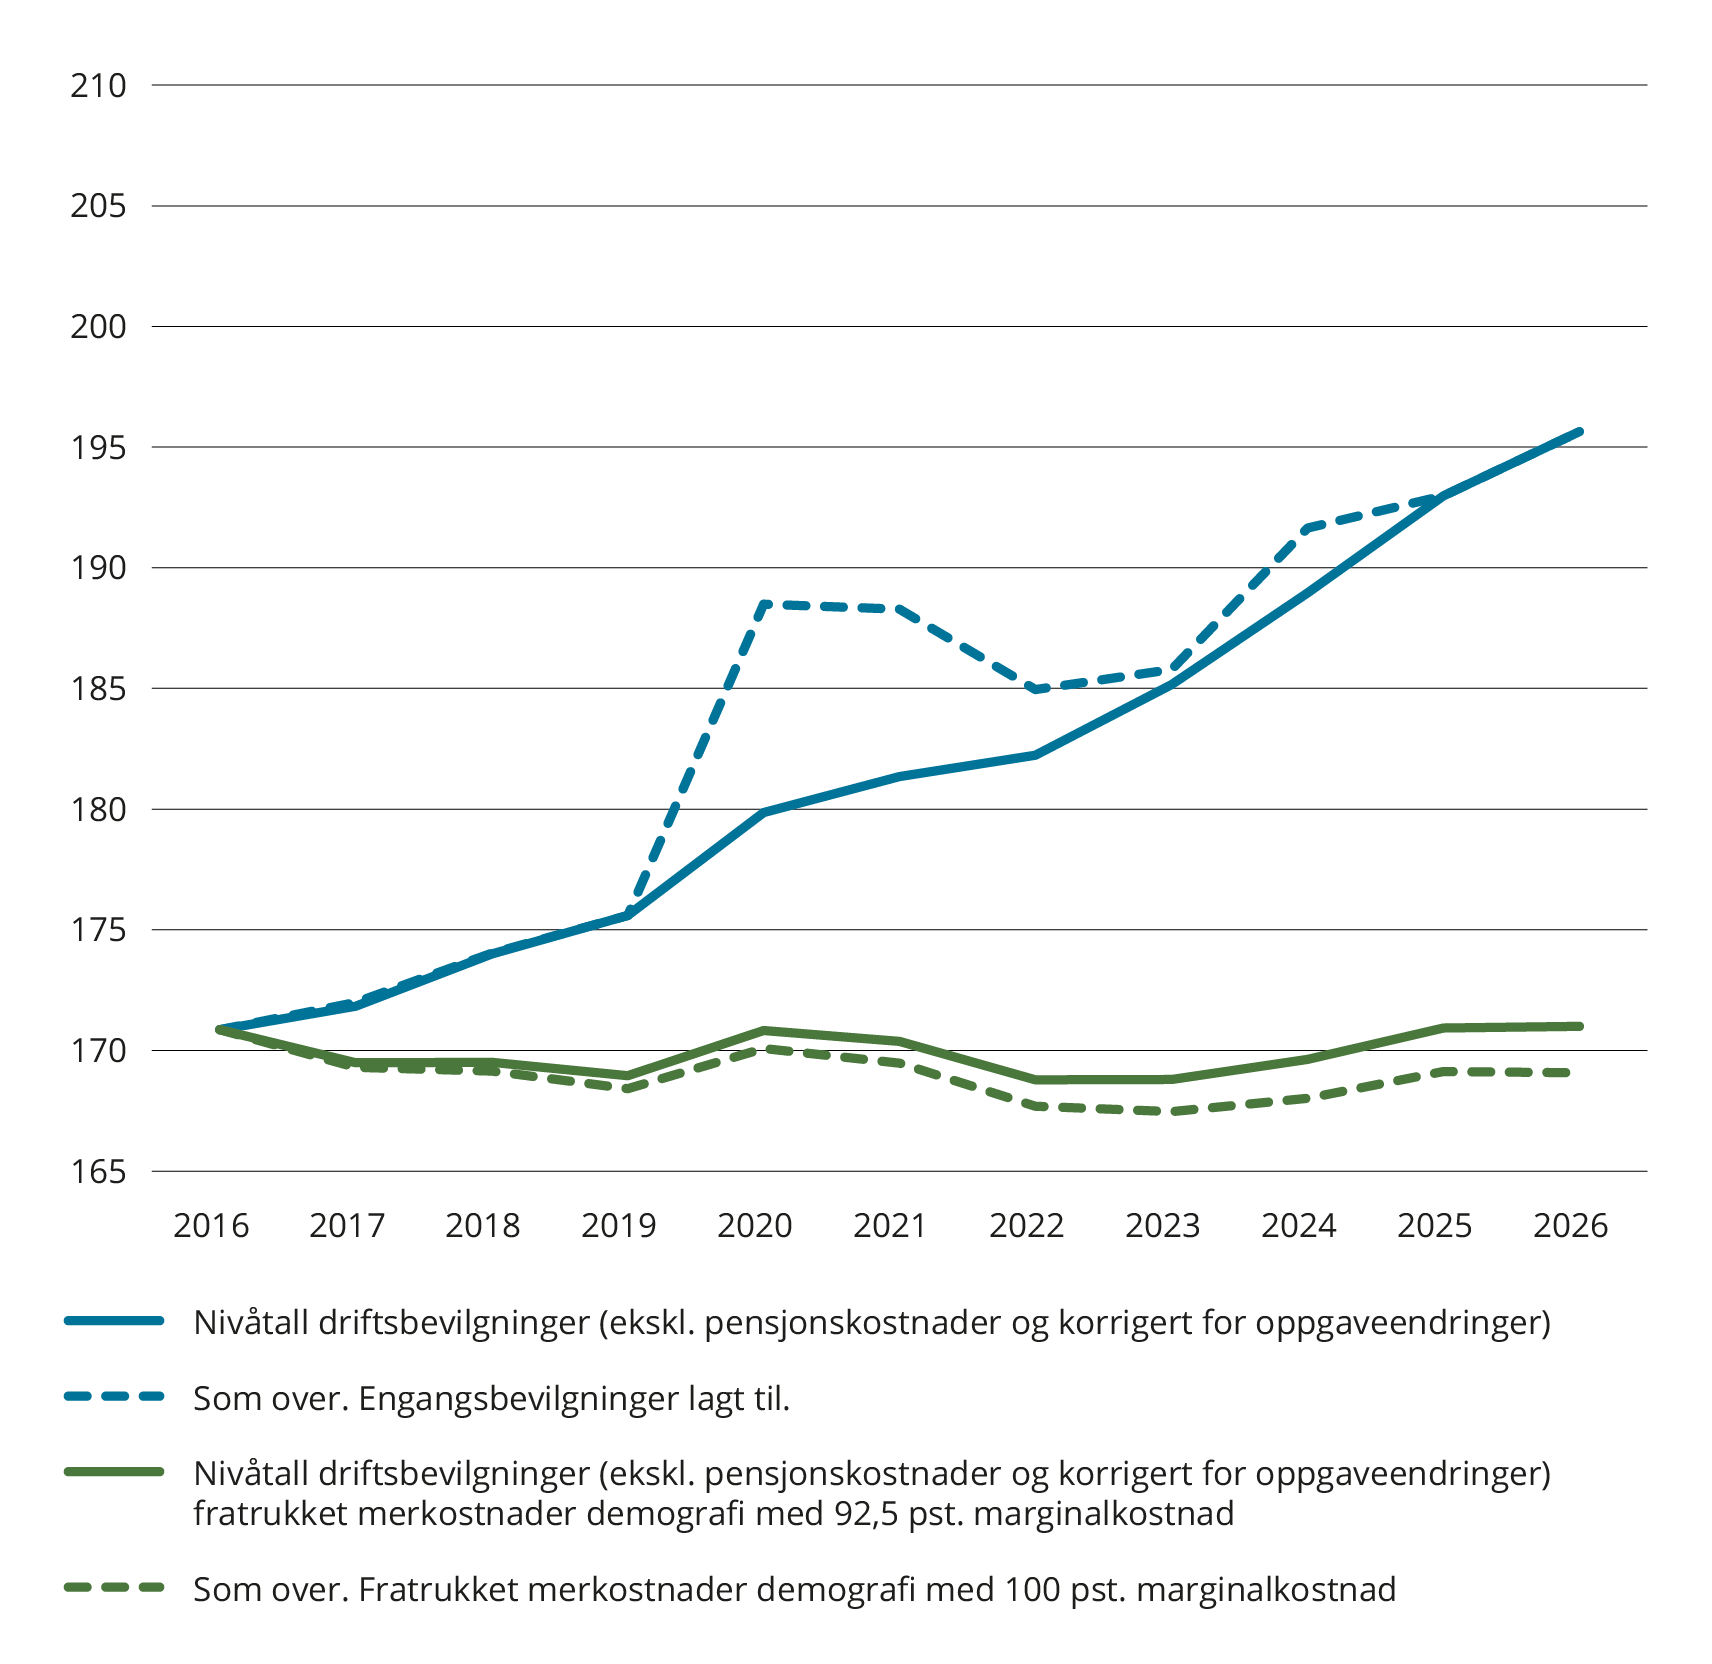 210
205
200
195
190
185
180
175
170
165
2016 2017 2018 2019 2020 2021 2022 2023 2024 2025 2026
Nivåtall driftsbevilgninger (ekskl. pensjonskostnader og korrigert for oppgaveendringer)
Som over. Engangsbevilgninger lagt til.
Nivåtall driftsbevilgninger (ekskl. pensjonskostnader og korrigert for oppgaveendringer)
fratrukket merkostnader demografi med 92,5 pst. marginalkostnad
Som over. Fratrukket merkostnader demografi med 100 pst. marginalkostnad